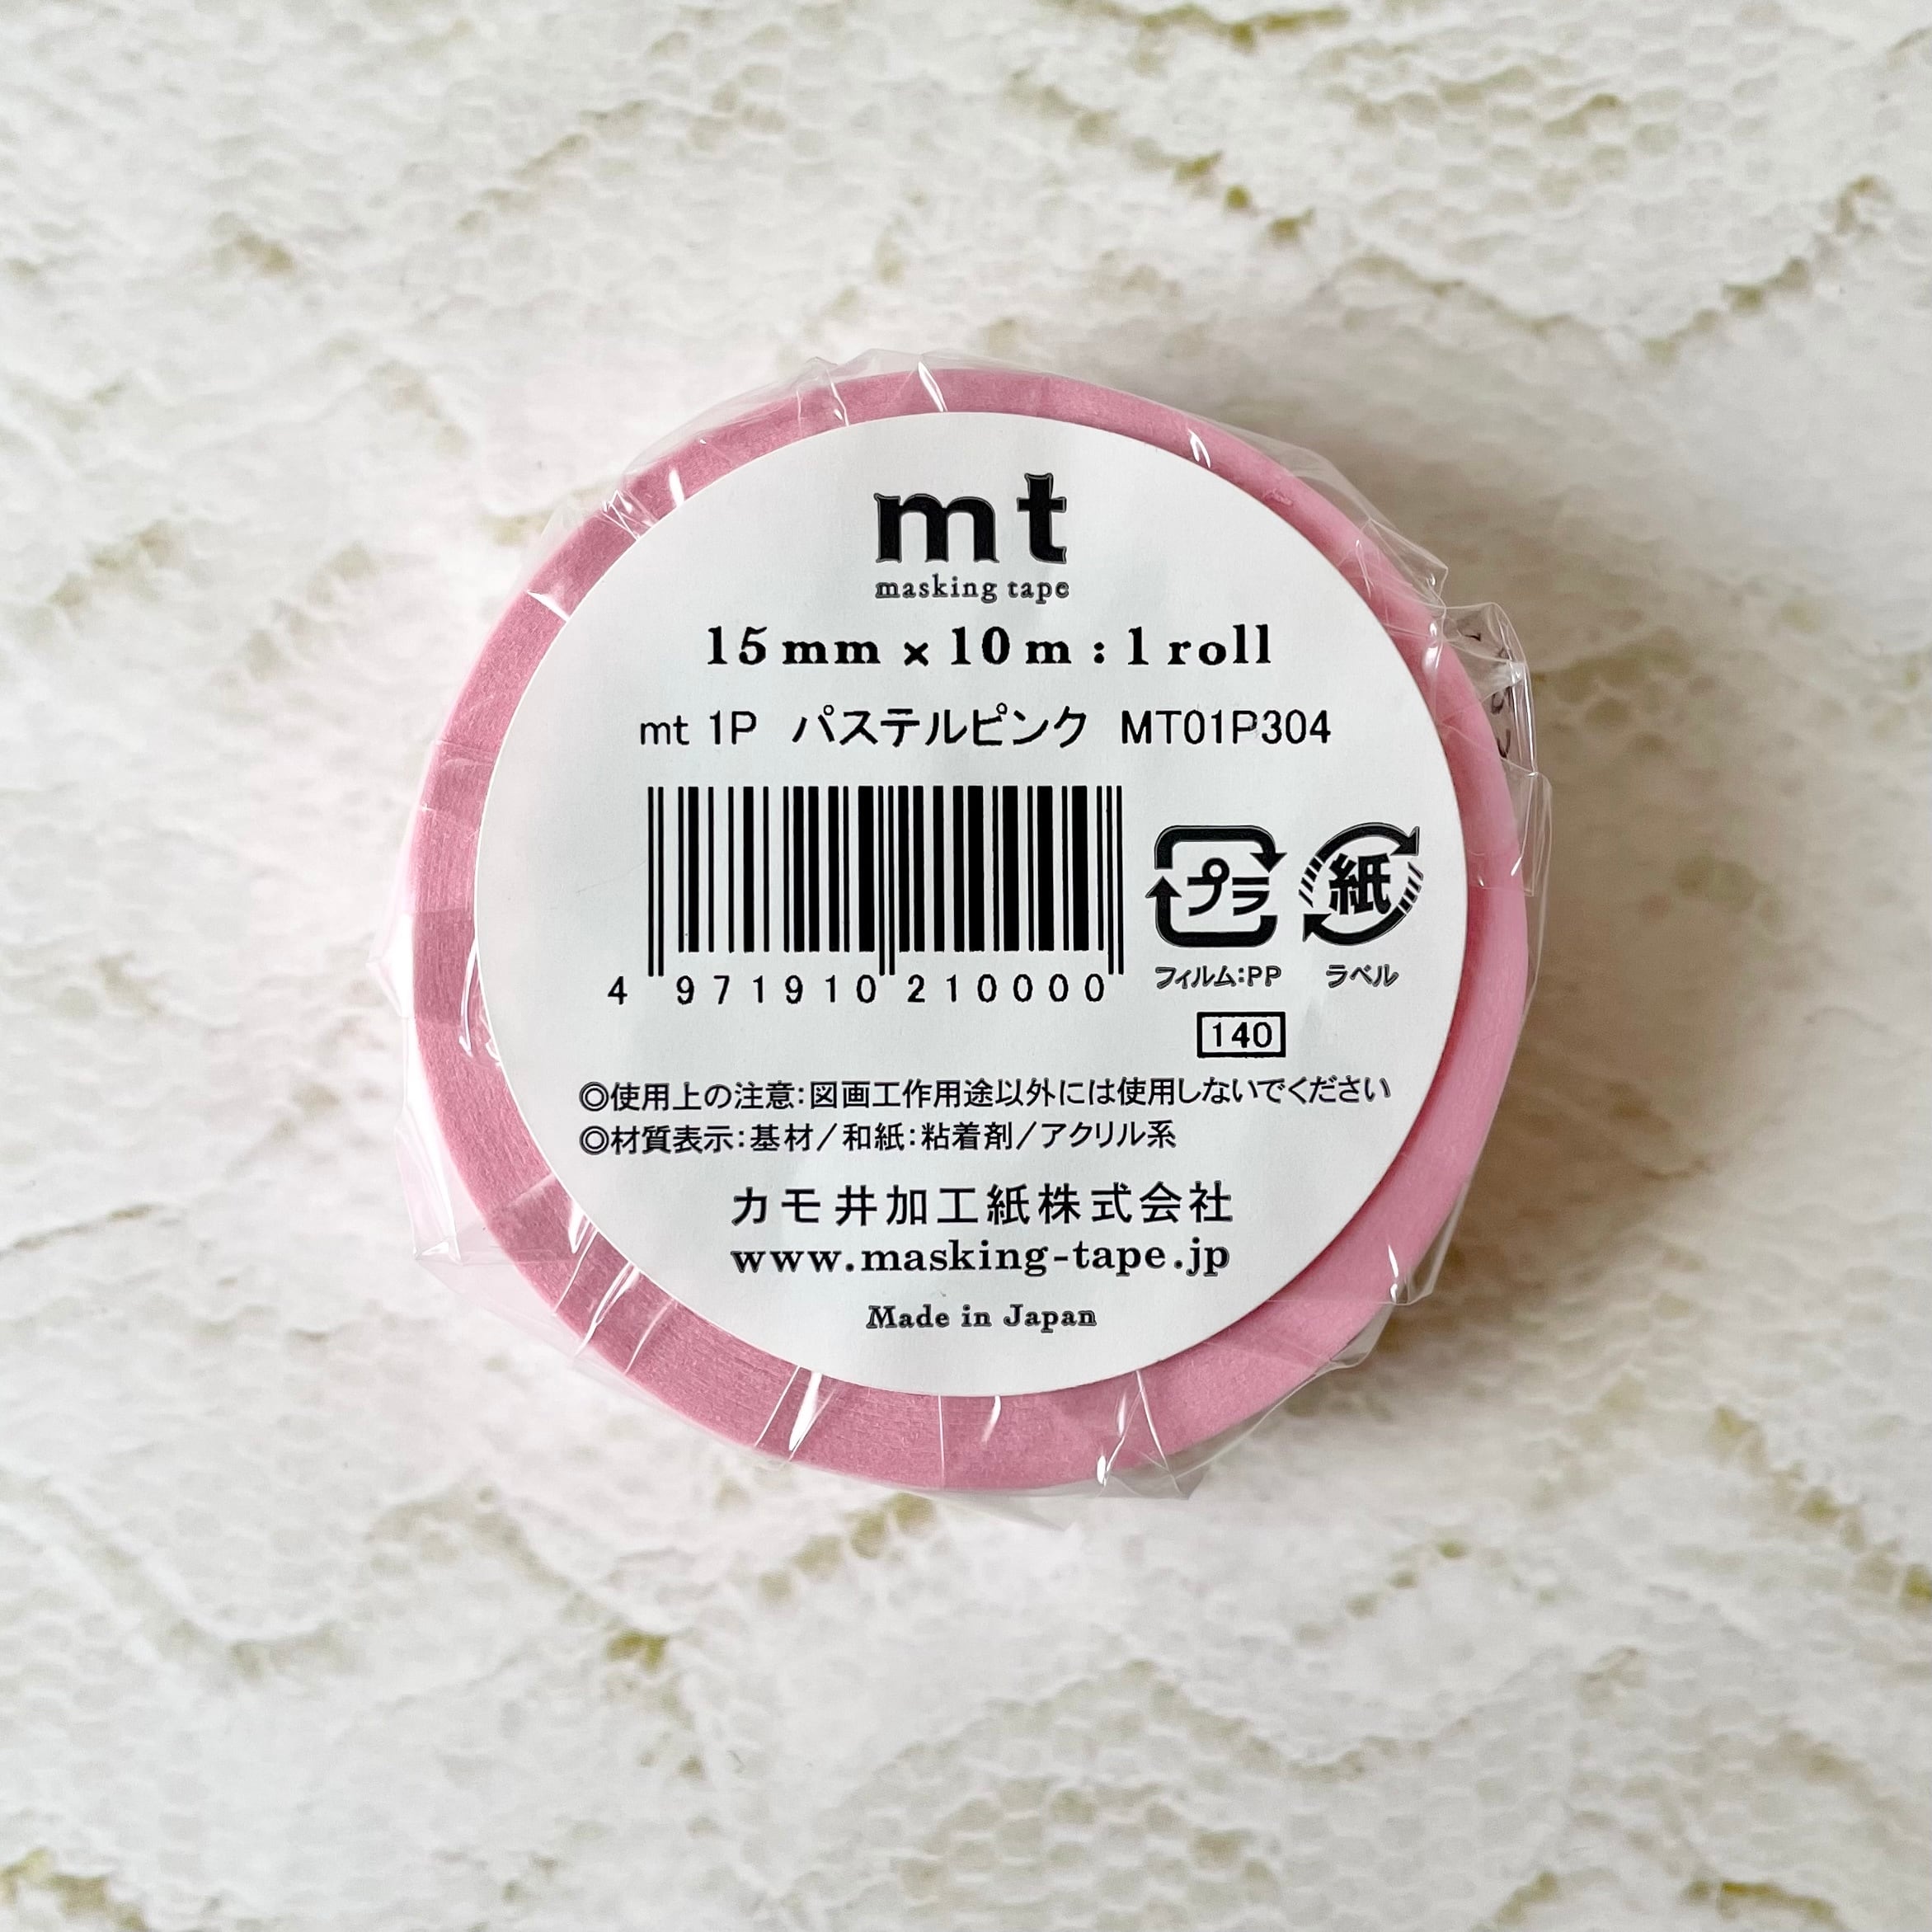 mt
masking tape
15mm × 10m : 1 roll
mt 1P パステルピンク MT01P304
プラ 紙
4 971910 210000
フィルム：PP ラベル
140
◎使用上の注意：図画工作用途以外には使用しないでください
◎材質表示：基材／和紙：粘着剤／アクリル系
カモ井加工紙株式会社
www.masking-tape.jp
Made in Japan